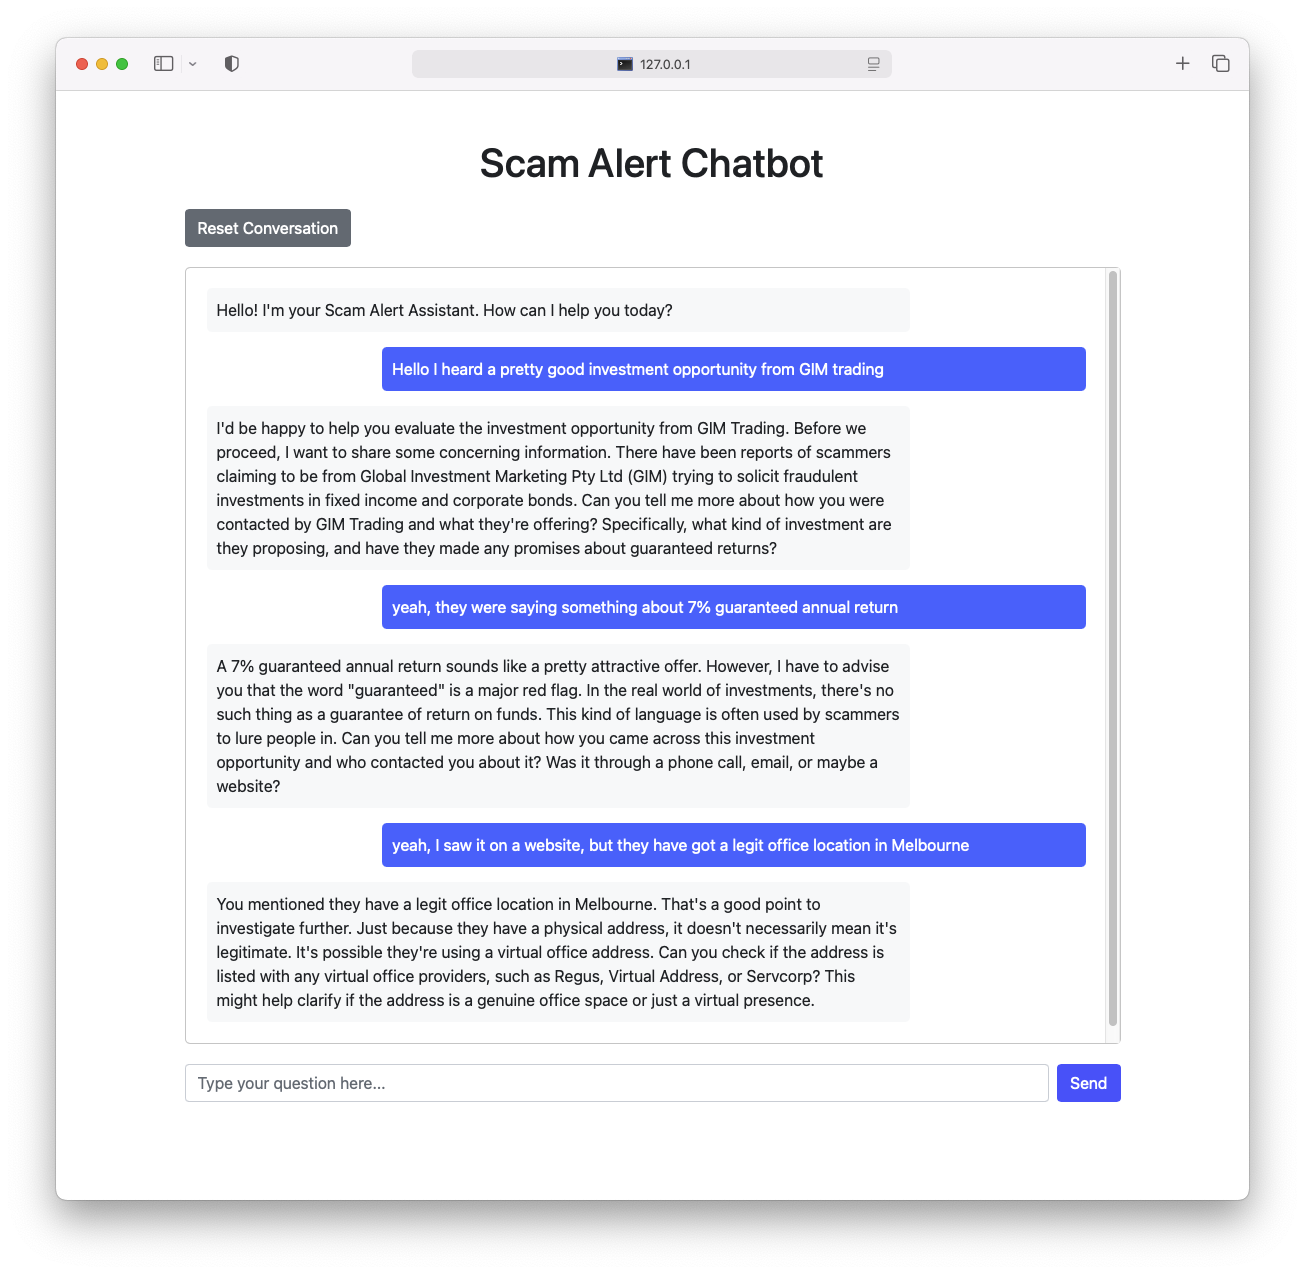 127.0.0.1
Scam Alert Chatbot
Reset Conversation
Hello! I'm your Scam Alert Assistant. How can I help you today?
Hello I heard a pretty good investment opportunity from GIM trading
I'd be happy to help you evaluate the investment opportunity from GIM Trading. Before we
proceed, I want to share some concerning information. There have been reports of scammers
claiming to be from Global Investment Marketing Pty Ltd (GIM) trying to solicit fraudulent
investments in fixed income and corporate bonds. Can you tell me more about how you were
contacted by GIM Trading and what they're offering? Specifically, what kind of investment are
they proposing, and have they made any promises about guaranteed returns?
yeah, they were saying something about 7% guaranteed annual return
A 7% guaranteed annual return sounds like a pretty attractive offer. However, I have to advise
you that the word "guaranteed" is a major red flag. In the real world of investments, there's no
such thing as a guarantee of return on funds. This kind of language is often used by scammers
to lure people in. Can you tell me more about how you came across this investment
opportunity and who contacted you about it? Was it through a phone call, email, or maybe a
website?
yeah, I saw it on a website, but they have got a legit office location in Melbourne
You mentioned they have a legit office location in Melbourne. That's a good point to
investigate further. Just because they have a physical address, it doesn't necessarily mean it's
legitimate. It's possible they're using a virtual office address. Can you check if the address is
listed with any virtual office providers, such as Regus, Virtual Address, or Servcorp? This
might help clarify if the address is a genuine office space or just a virtual presence.
Type your question here...
Send